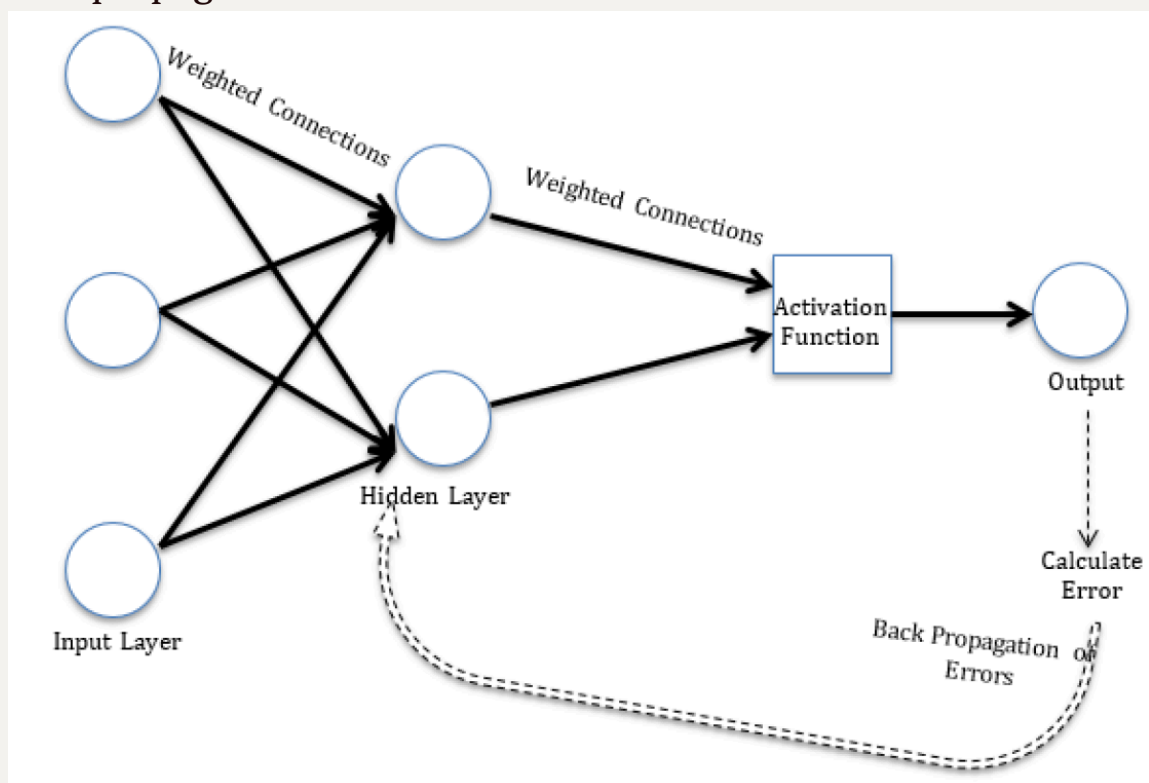 Weighted Connections
Weighted Connections
Activation
Function
Output
Hidden Layer
Calculate
Error
Input Layer
Back Propagation of
Errors